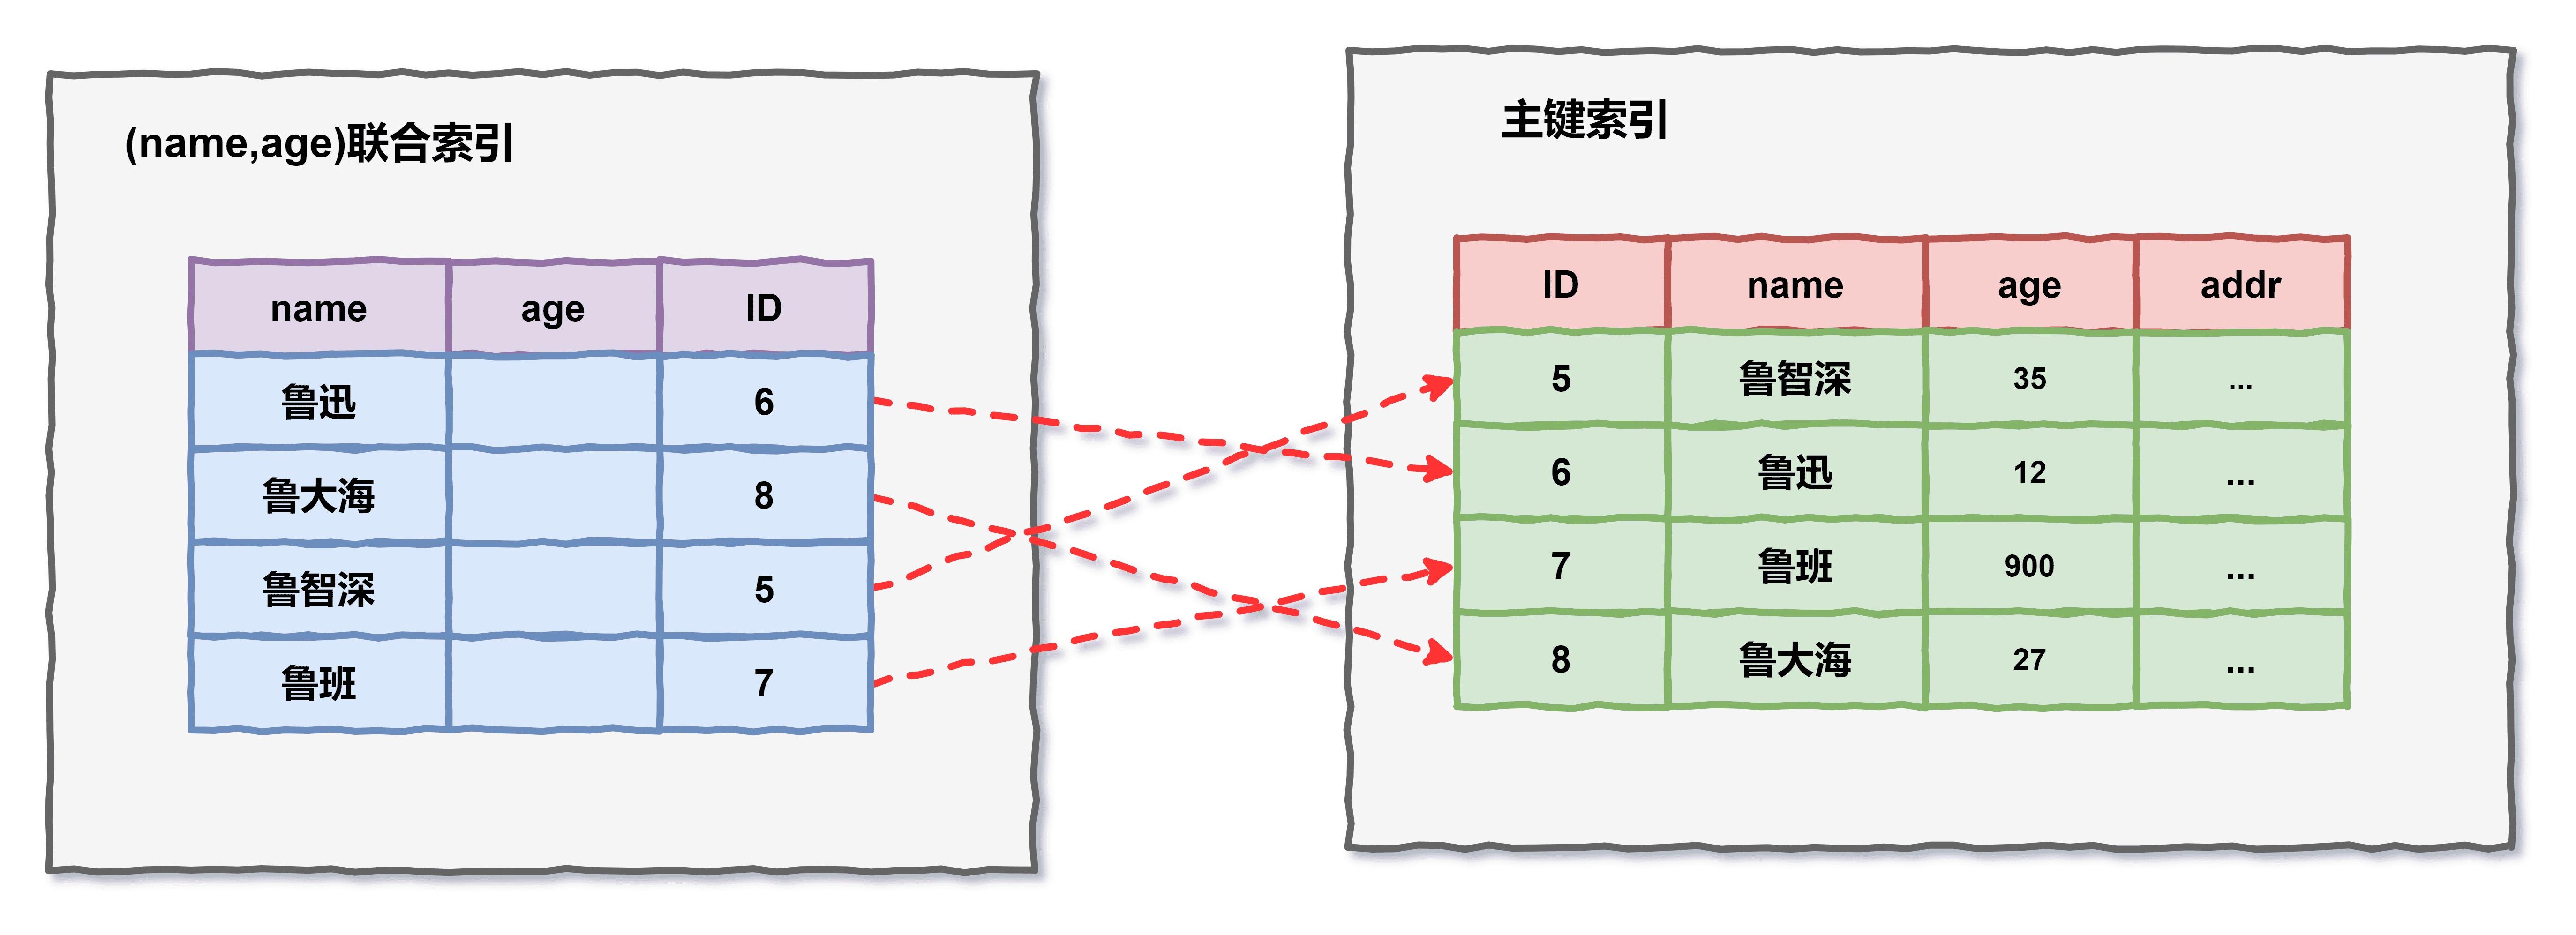 (name,age)联合索引
name age ID
鲁迅 6
鲁大海 8
鲁智深 5
鲁班 7
主键索引
ID name age addr
5 鲁智深 35 ...
6 鲁迅 12 ...
7 鲁班 900 ...
8 鲁大海 27 ...